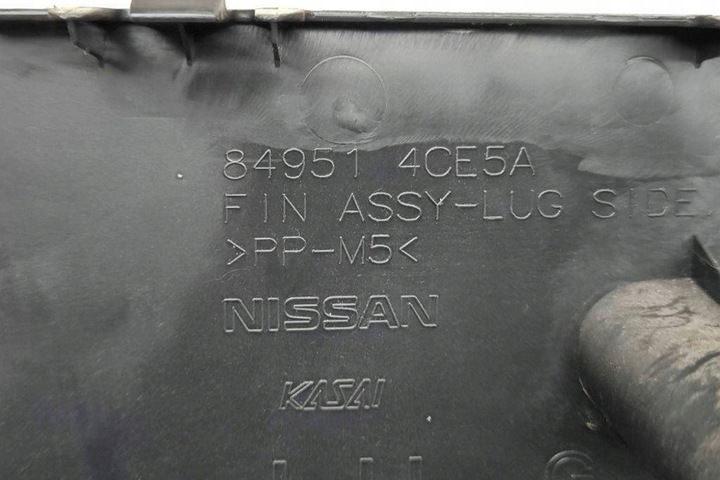 84951 4CE5A
FIN ASSY-LUG SIDE,
>PP-M5<
NISSAN
KASAI